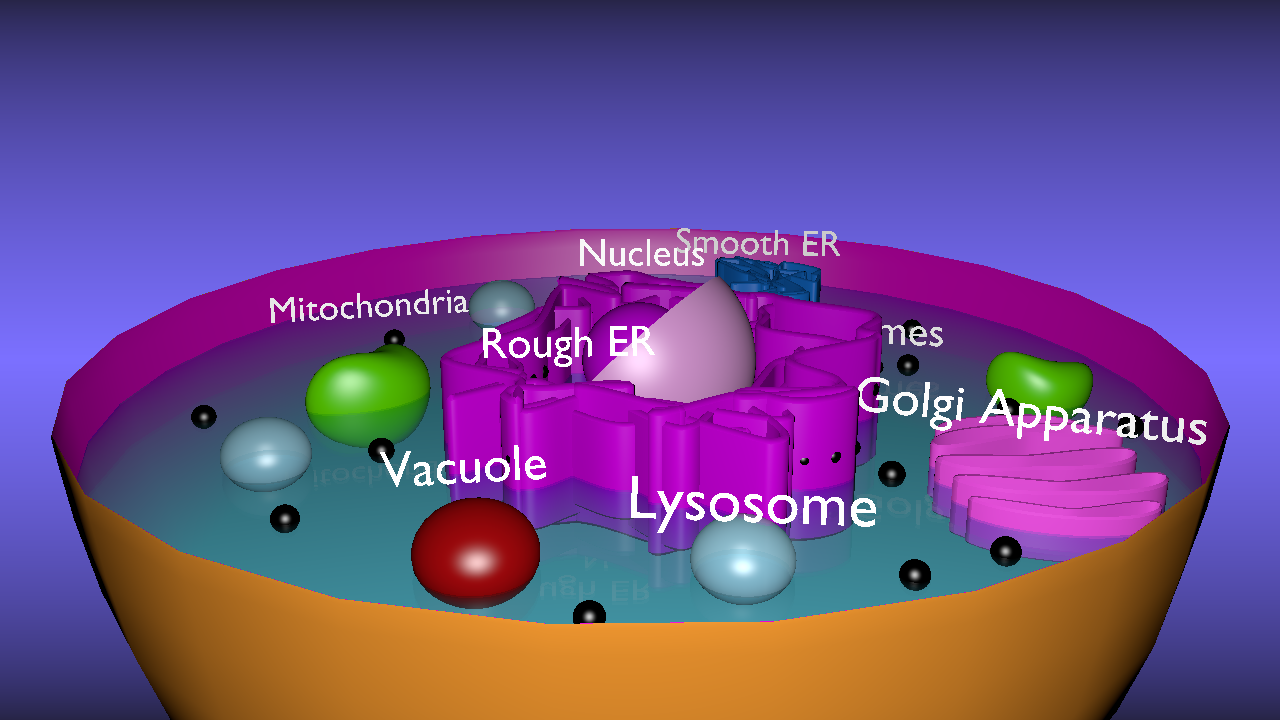 Smooth ER
Nucleus
Mitochondria
mes
Rough ER
Golgi Apparatus
Vacuole
Lysosome